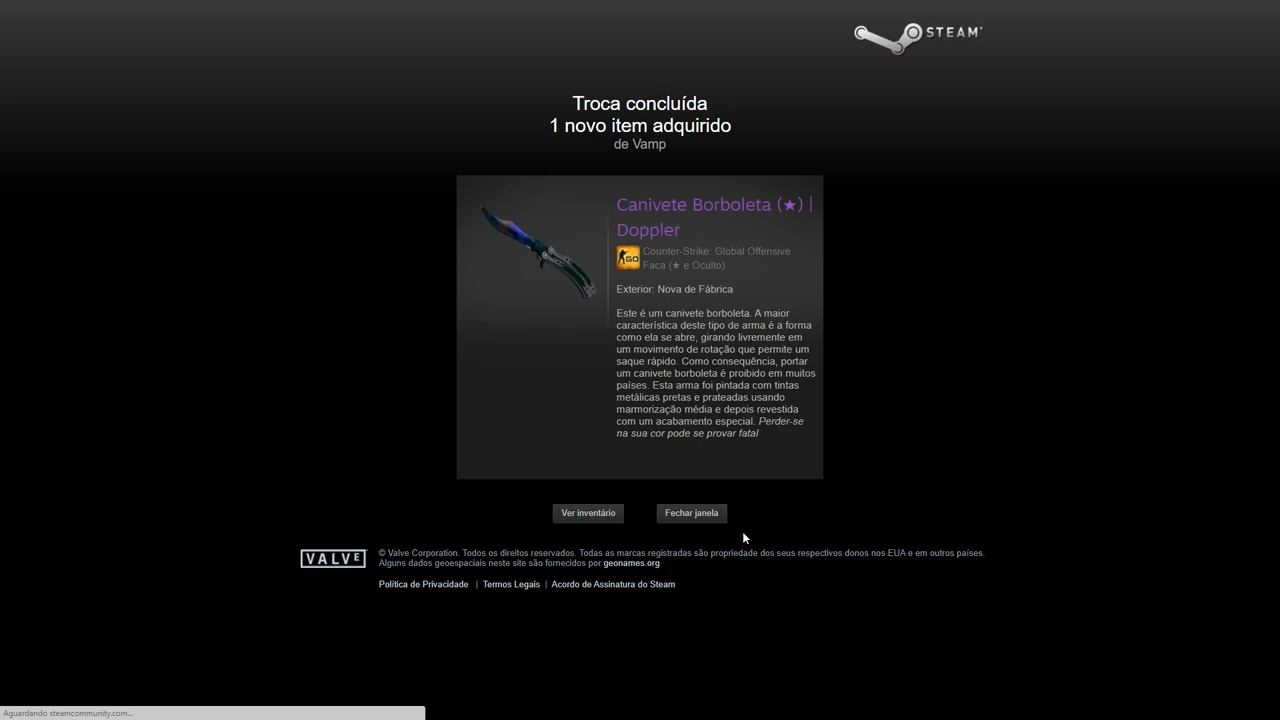 STEAM
Troca concluída
1 novo item adquirido
de Vamp
Canivete Borboleta (★) |
Doppler
GO
Counter-Strike: Global Offensive
Faca (★ e Oculto)
Exterior: Nova de Fábrica
Este é um canivete borboleta. A maior
característica deste tipo de arma é a forma
como ela se abre, girando livremente em
um movimento de rotação que permite um
saque rápido. Como consequência, portar
um canivete borboleta é proibido em muitos
países. Esta arma foi pintada com tintas
metálicas pretas e prateadas usando
marmorização média e depois revestida
com um acabamento especial. Perder-se
na sua cor pode se provar fatal
Ver inventário
Fechar janela
VALVE
© Valve Corporation. Todos os direitos reservados. Todas as marcas registradas são propriedade dos seus respectivos donos nos EUA e em outros países.
Alguns dados geoespaciais neste site são fornecidos por geonames.org.
Política de Privacidade | Termos Legais | Acordo de Assinatura do Steam
Aguardando steamcommunity.com...